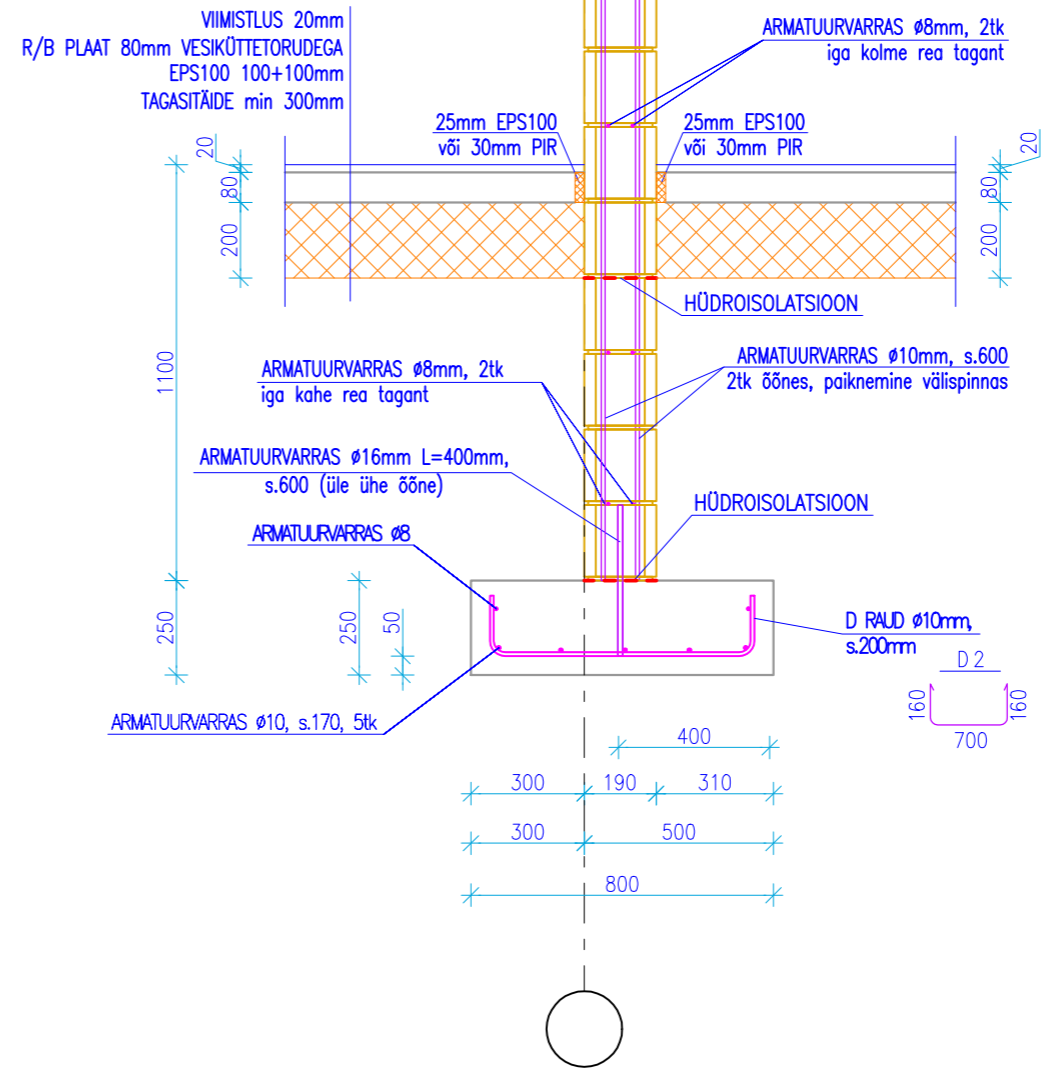 VIIMISTLUS 20mm
R/B PLAAT 80mm VESIKÜTTETORUDEGA
EPS100 100+100mm
TAGASITÄIDE min 300mm
ARMATUURVARRAS ø8mm, 2tk
iga kolme rea tagant
25mm EPS100
või 30mm PIR
25mm EPS100
või 30mm PIR
20
80
200
20
80
200
1100
HÜDROISOLATSIOON
ARMATUURVARRAS ø8mm, 2tk
iga kahe rea tagant
ARMATUURVARRAS ø10mm, s.600
2tk õõnes, paiknemine välispinnas
ARMATUURVARRAS ø16mm L=400mm,
s.600 (üle ühe õõne)
HÜDROISOLATSIOON
ARMATUURVARRAS ø8
250
250
50
D RAUD ø10mm,
s.200mm
D 2
160
160
700
ARMATUURVARRAS ø10, s.170, 5tk
400
300
190
310
300
500
800